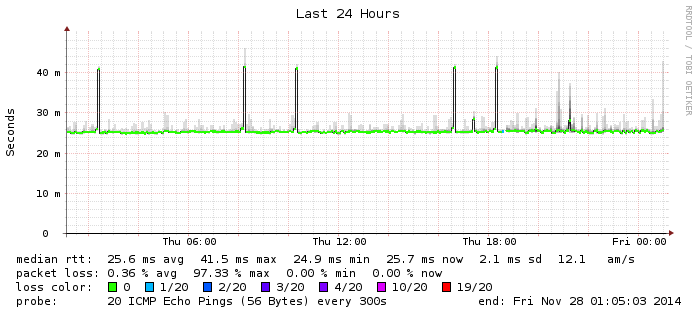 Last 24 Hours
RRDTOOL / TOBI OETIKER
Seconds
40 m
30 m
20 m
10 m
0
Thu 06:00 Thu 12:00 Thu 18:00 Fri 00:00
median rtt: 25.6 ms avg 41.5 ms max 24.9 ms min 25.7 ms now 2.1 ms sd 12.1 am/s
packet loss: 0.36 % avg 97.33 % max 0.00 % min 0.00 % now
loss color: 0 1/20 2/20 3/20 4/20 10/20 19/20
probe: 20 ICMP Echo Pings (56 Bytes) every 300s end: Fri Nov 28 01:05:03 2014